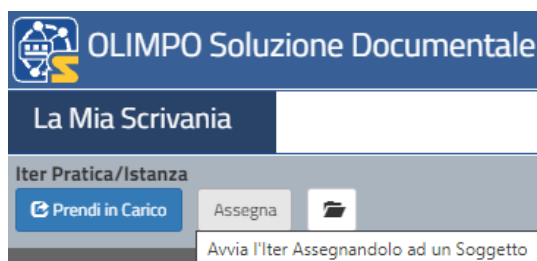 OLIMPO Soluzione Documentale
La Mia Scrivania
Iter Pratica/Istanza
Prendi in Carico Assegna
Avvia l'Iter Assegnandolo ad un Soggetto